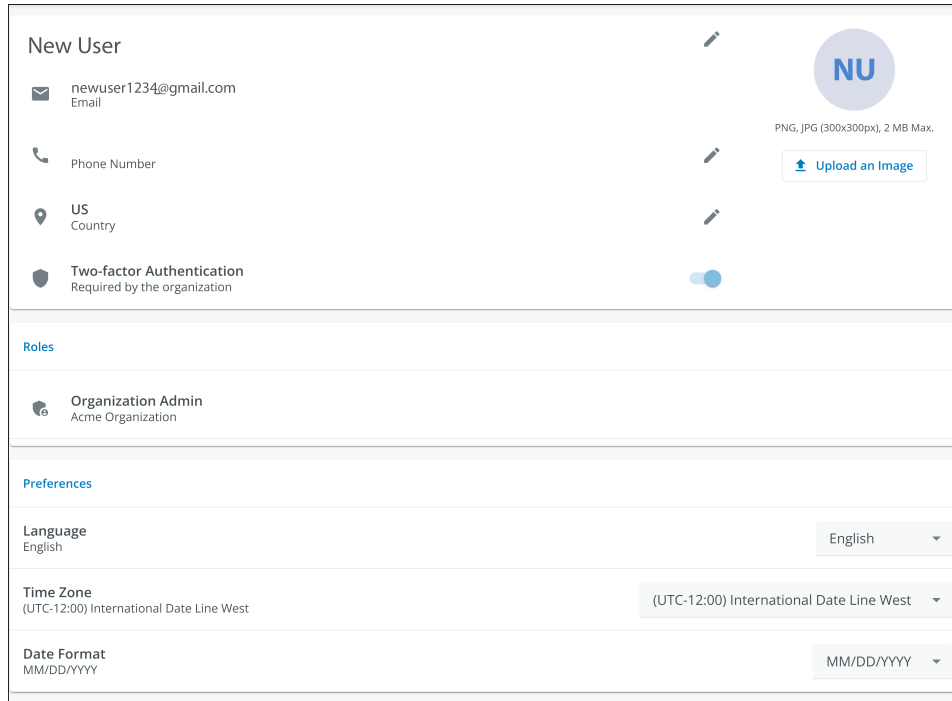 New User
newuser1234@gmail.com
Email
Phone Number
US
Country
Two-factor Authentication
Required by the organization
NU
PNG, JPG (300x300px), 2 MB Max.
Upload an Image
Roles
Organization Admin
Acme Organization
Preferences
Language
English
English
Time Zone
(UTC-12:00) International Date Line West
(UTC-12:00) International Date Line West
Date Format
MM/DD/YYYY
MM/DD/YYYY